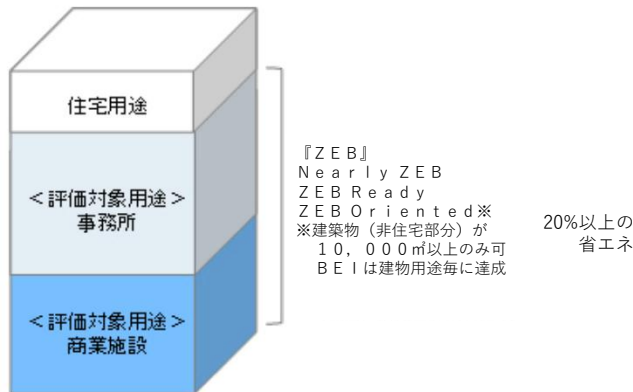 住宅用途
＜評価対象用途＞
事務所
＜評価対象用途＞
商業施設
『ＺＥＢ』
Ｎｅａｒｌｙ ＺＥＢ
ＺＥＢ Ｒｅａｄｙ
ＺＥＢ Ｏｒｉｅｎｔｅｄ※
※建築物（非住宅部分）が
１０，０００㎡以上のみ可
ＢＥＩは建物用途毎に達成
20%以上の
省エネ